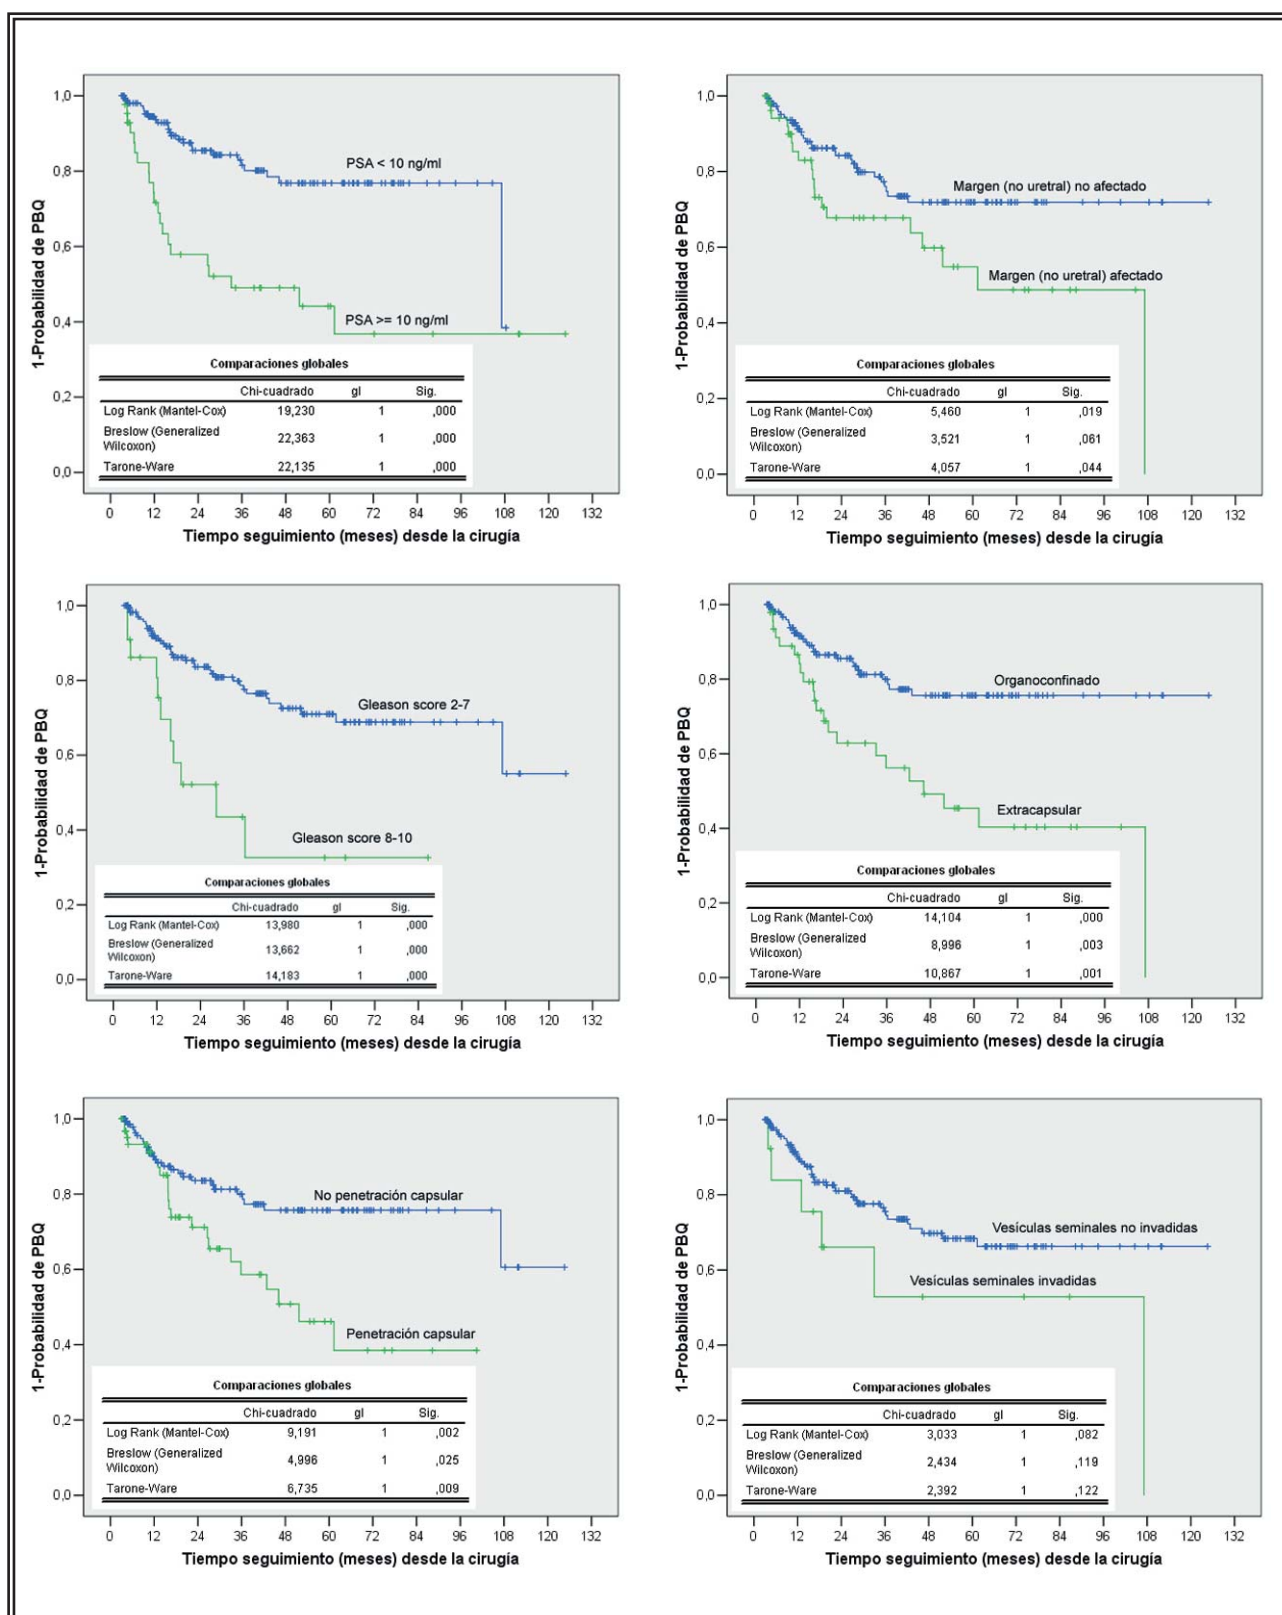 1-Probabilidad de PBQ
1,0
0,8
0,6
0,4
0,2
0,0
PSA < 10 ng/ml
PSA >= 10 ng/ml
Comparaciones globales
Chi-cuadrado gl Sig.
Log Rank (Mantel-Cox) 19,230 1 ,000
Breslow (Generalized Wilcoxon) 22,363 1 ,000
Tarone-Ware 22,135 1 ,000
0 12 24 36 48 60 72 84 96 108 120 132
Tiempo seguimiento (meses) desde la cirugía
1-Probabilidad de PBQ
1,0
0,8
0,6
0,4
0,2
0,0
Margen (no uretral) no afectado
Margen (no uretral) afectado
Comparaciones globales
Chi-cuadrado gl Sig.
Log Rank (Mantel-Cox) 5,460 1 ,019
Breslow (Generalized Wilcoxon) 3,521 1 ,061
Tarone-Ware 4,057 1 ,044
0 12 24 36 48 60 72 84 96 108 120 132
Tiempo seguimiento (meses) desde la cirugía
1-Probabilidad de PBQ
1,0
0,8
0,6
0,4
0,2
0,0
Gleason score 2-7
Gleason score 8-10
Comparaciones globales
Chi-cuadrado gl Sig.
Log Rank (Mantel-Cox) 13,980 1 ,000
Breslow (Generalized Wilcoxon) 13,662 1 ,000
Tarone-Ware 14,183 1 ,000
0 12 24 36 48 60 72 84 96 108 120 132
Tiempo seguimiento (meses) desde la cirugía
1-Probabilidad de PBQ
1,0
0,8
0,6
0,4
0,2
0,0
Organoconfinado
Extracapsular
Comparaciones globales
Chi-cuadrado gl Sig.
Log Rank (Mantel-Cox) 14,104 1 ,000
Breslow (Generalized Wilcoxon) 8,996 1 ,003
Tarone-Ware 10,867 1 ,001
0 12 24 36 48 60 72 84 96 108 120 132
Tiempo seguimiento (meses) desde la cirugía
1-Probabilidad de PBQ
1,0
0,8
0,6
0,4
0,2
0,0
No penetración capsular
Penetración capsular
Comparaciones globales
Chi-cuadrado gl Sig.
Log Rank (Mantel-Cox) 9,191 1 ,002
Breslow (Generalized Wilcoxon) 4,996 1 ,025
Tarone-Ware 6,735 1 ,009
0 12 24 36 48 60 72 84 96 108 120 132
Tiempo seguimiento (meses) desde la cirugía
1-Probabilidad de PBQ
1,0
0,8
0,6
0,4
0,2
0,0
Vesículas seminales no invadidas
Vesículas seminales invadidas
Comparaciones globales
Chi-cuadrado gl Sig.
Log Rank (Mantel-Cox) 3,033 1 ,082
Breslow (Generalized Wilcoxon) 2,434 1 ,119
Tarone-Ware 2,392 1 ,122
0 12 24 36 48 60 72 84 96 108 120 132
Tiempo seguimiento (meses) desde la cirugía